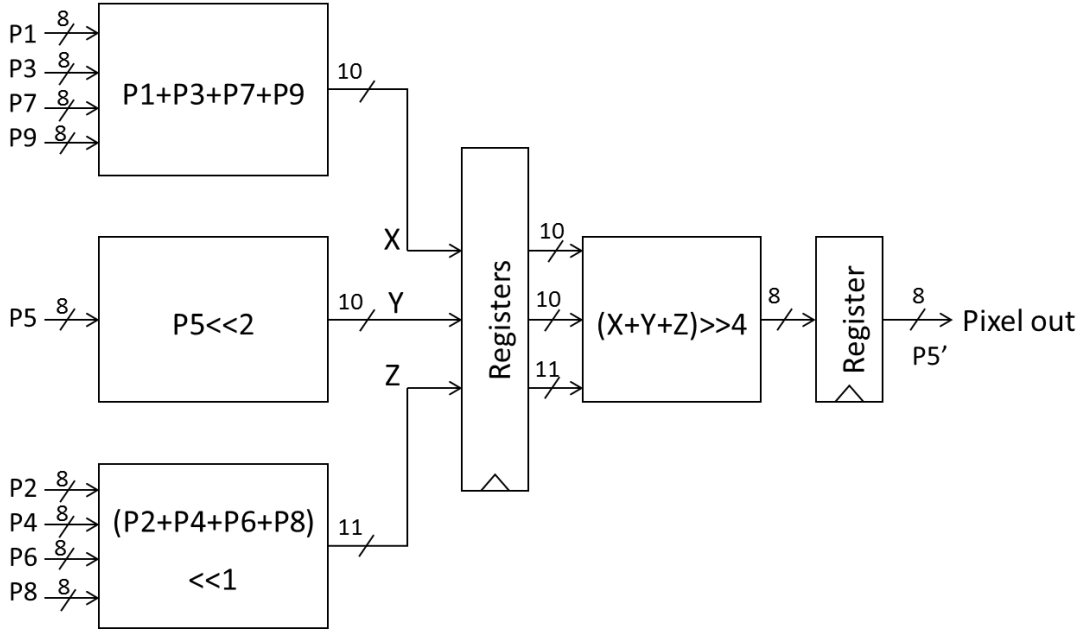 P1
8
P3
8
P7
8
P9
8
P1+P3+P7+P9
10
X
P5
8
P5<<2
10
Y
Z
P2
8
P4
8
P6
8
P8
8
(P2+P4+P6+P8)
<<1
11
Registers
10
10
11
(X+Y+Z)>>4
8
Register
8
P5’
Pixel out